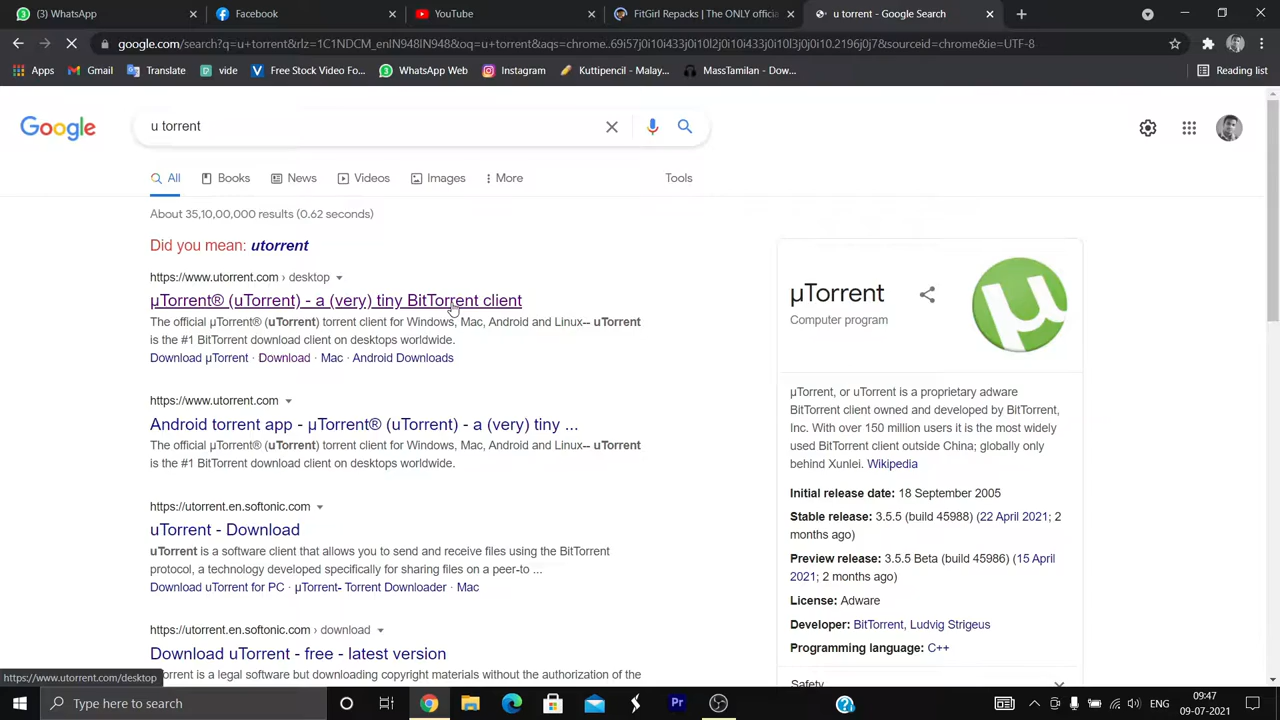 WhatsApp
Facebook
YouTube
FitGirl Repacks | The ONLY offici
u torrent - Google Search
google.com/search?q=u+torrent&rlz=1C1NDCM_enIN948IN948&oq=u+torrent&aqs=chrome..69i57j0i10i433j0i10l2j0i10i433j0i10l3j0j0i10.2196j0j7&sourceid=chrome&ie=UTF-8
Apps
Gmail
Translate
vide
Free Stock Video Fo...
WhatsApp Web
Instagram
Kuttipencil - Malay...
MassTamilan - Dow...
Reading list
Google
u torrent
All
Books
News
Videos
Images
More
Tools
About 35,10,00,000 results (0.62 seconds)
Did you mean: utorrent
https://www.utorrent.com › desktop
µTorrent® (uTorrent) - a (very) tiny BitTorrent client
The official µTorrent® (uTorrent) torrent client for Windows, Mac, Android and Linux-- uTorrent
is the #1 BitTorrent download client on desktops worldwide.
Download µTorrent · Download · Mac · Android Downloads
https://www.utorrent.com
Android torrent app - µTorrent® (uTorrent) - a (very) tiny ...
The official µTorrent® (uTorrent) torrent client for Windows, Mac, Android and Linux-- uTorrent
is the #1 BitTorrent download client on desktops worldwide.
https://utorrent.en.softonic.com
uTorrent - Download
uTorrent is a software client that allows you to send and receive files using the BitTorrent
protocol, a technology developed specifically for sharing files on a peer-to ...
Download uTorrent for PC · µTorrent- Torrent Downloader · Mac
https://utorrent.en.softonic.com › download
Download uTorrent - free - latest version
torrent is a legal software but downloading copyright materials without the authorization of the
https://www.utorrent.com/desktop
µTorrent
Computer program
µTorrent, or uTorrent is a proprietary adware
BitTorrent client owned and developed by BitTorrent,
Inc. With over 150 million users it is the most widely
used BitTorrent client outside China; globally only
behind Xunlei. Wikipedia
Initial release date: 18 September 2005
Stable release: 3.5.5 (build 45988) (22 April 2021; 2
months ago)
Preview release: 3.5.5 Beta (build 45986) (15 April
2021; 2 months ago)
License: Adware
Developer: BitTorrent, Ludvig Strigeus
Programming language: C++
Safety
Type here to search
Pr
ENG
09:47
09-07-2021